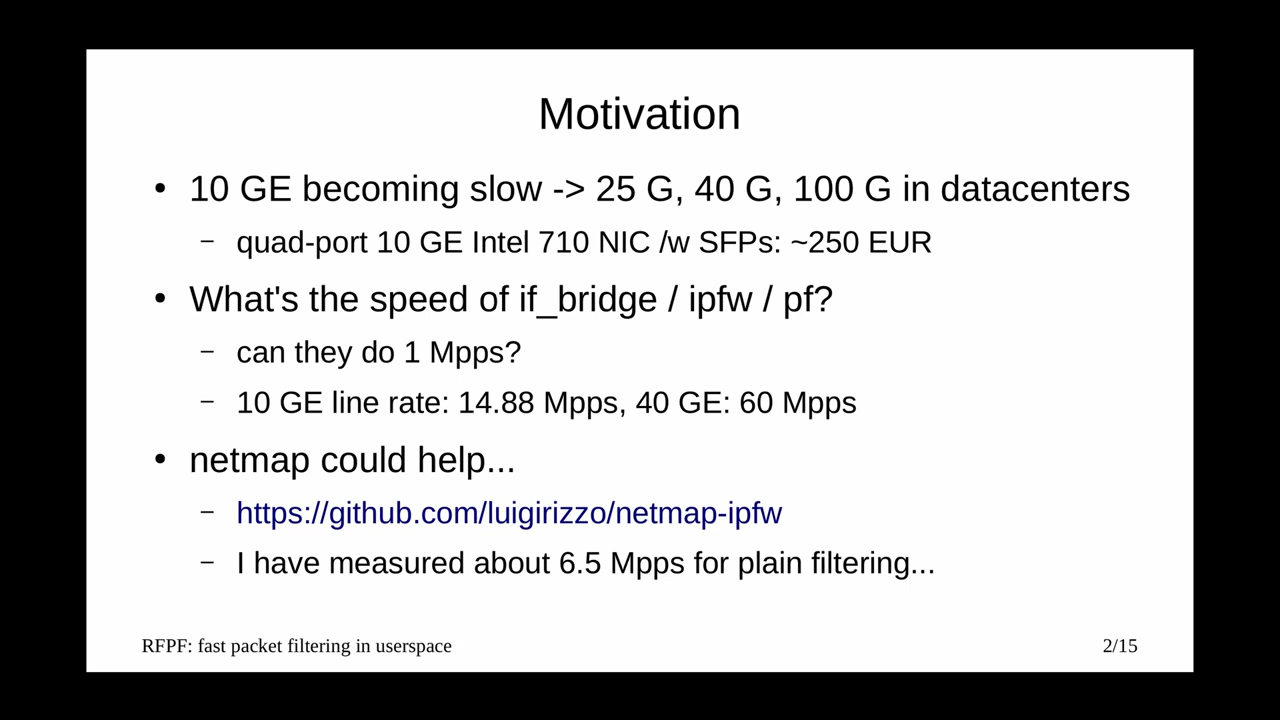 Motivation
• 10 GE becoming slow -> 25 G, 40 G, 100 G in datacenters
– quad-port 10 GE Intel 710 NIC /w SFPs: ~250 EUR
• What's the speed of if_bridge / ipfw / pf?
– can they do 1 Mpps?
– 10 GE line rate: 14.88 Mpps, 40 GE: 60 Mpps
• netmap could help...
– https://github.com/luigirizzo/netmap-ipfw
– I have measured about 6.5 Mpps for plain filtering...
RFPF: fast packet filtering in userspace 2/15